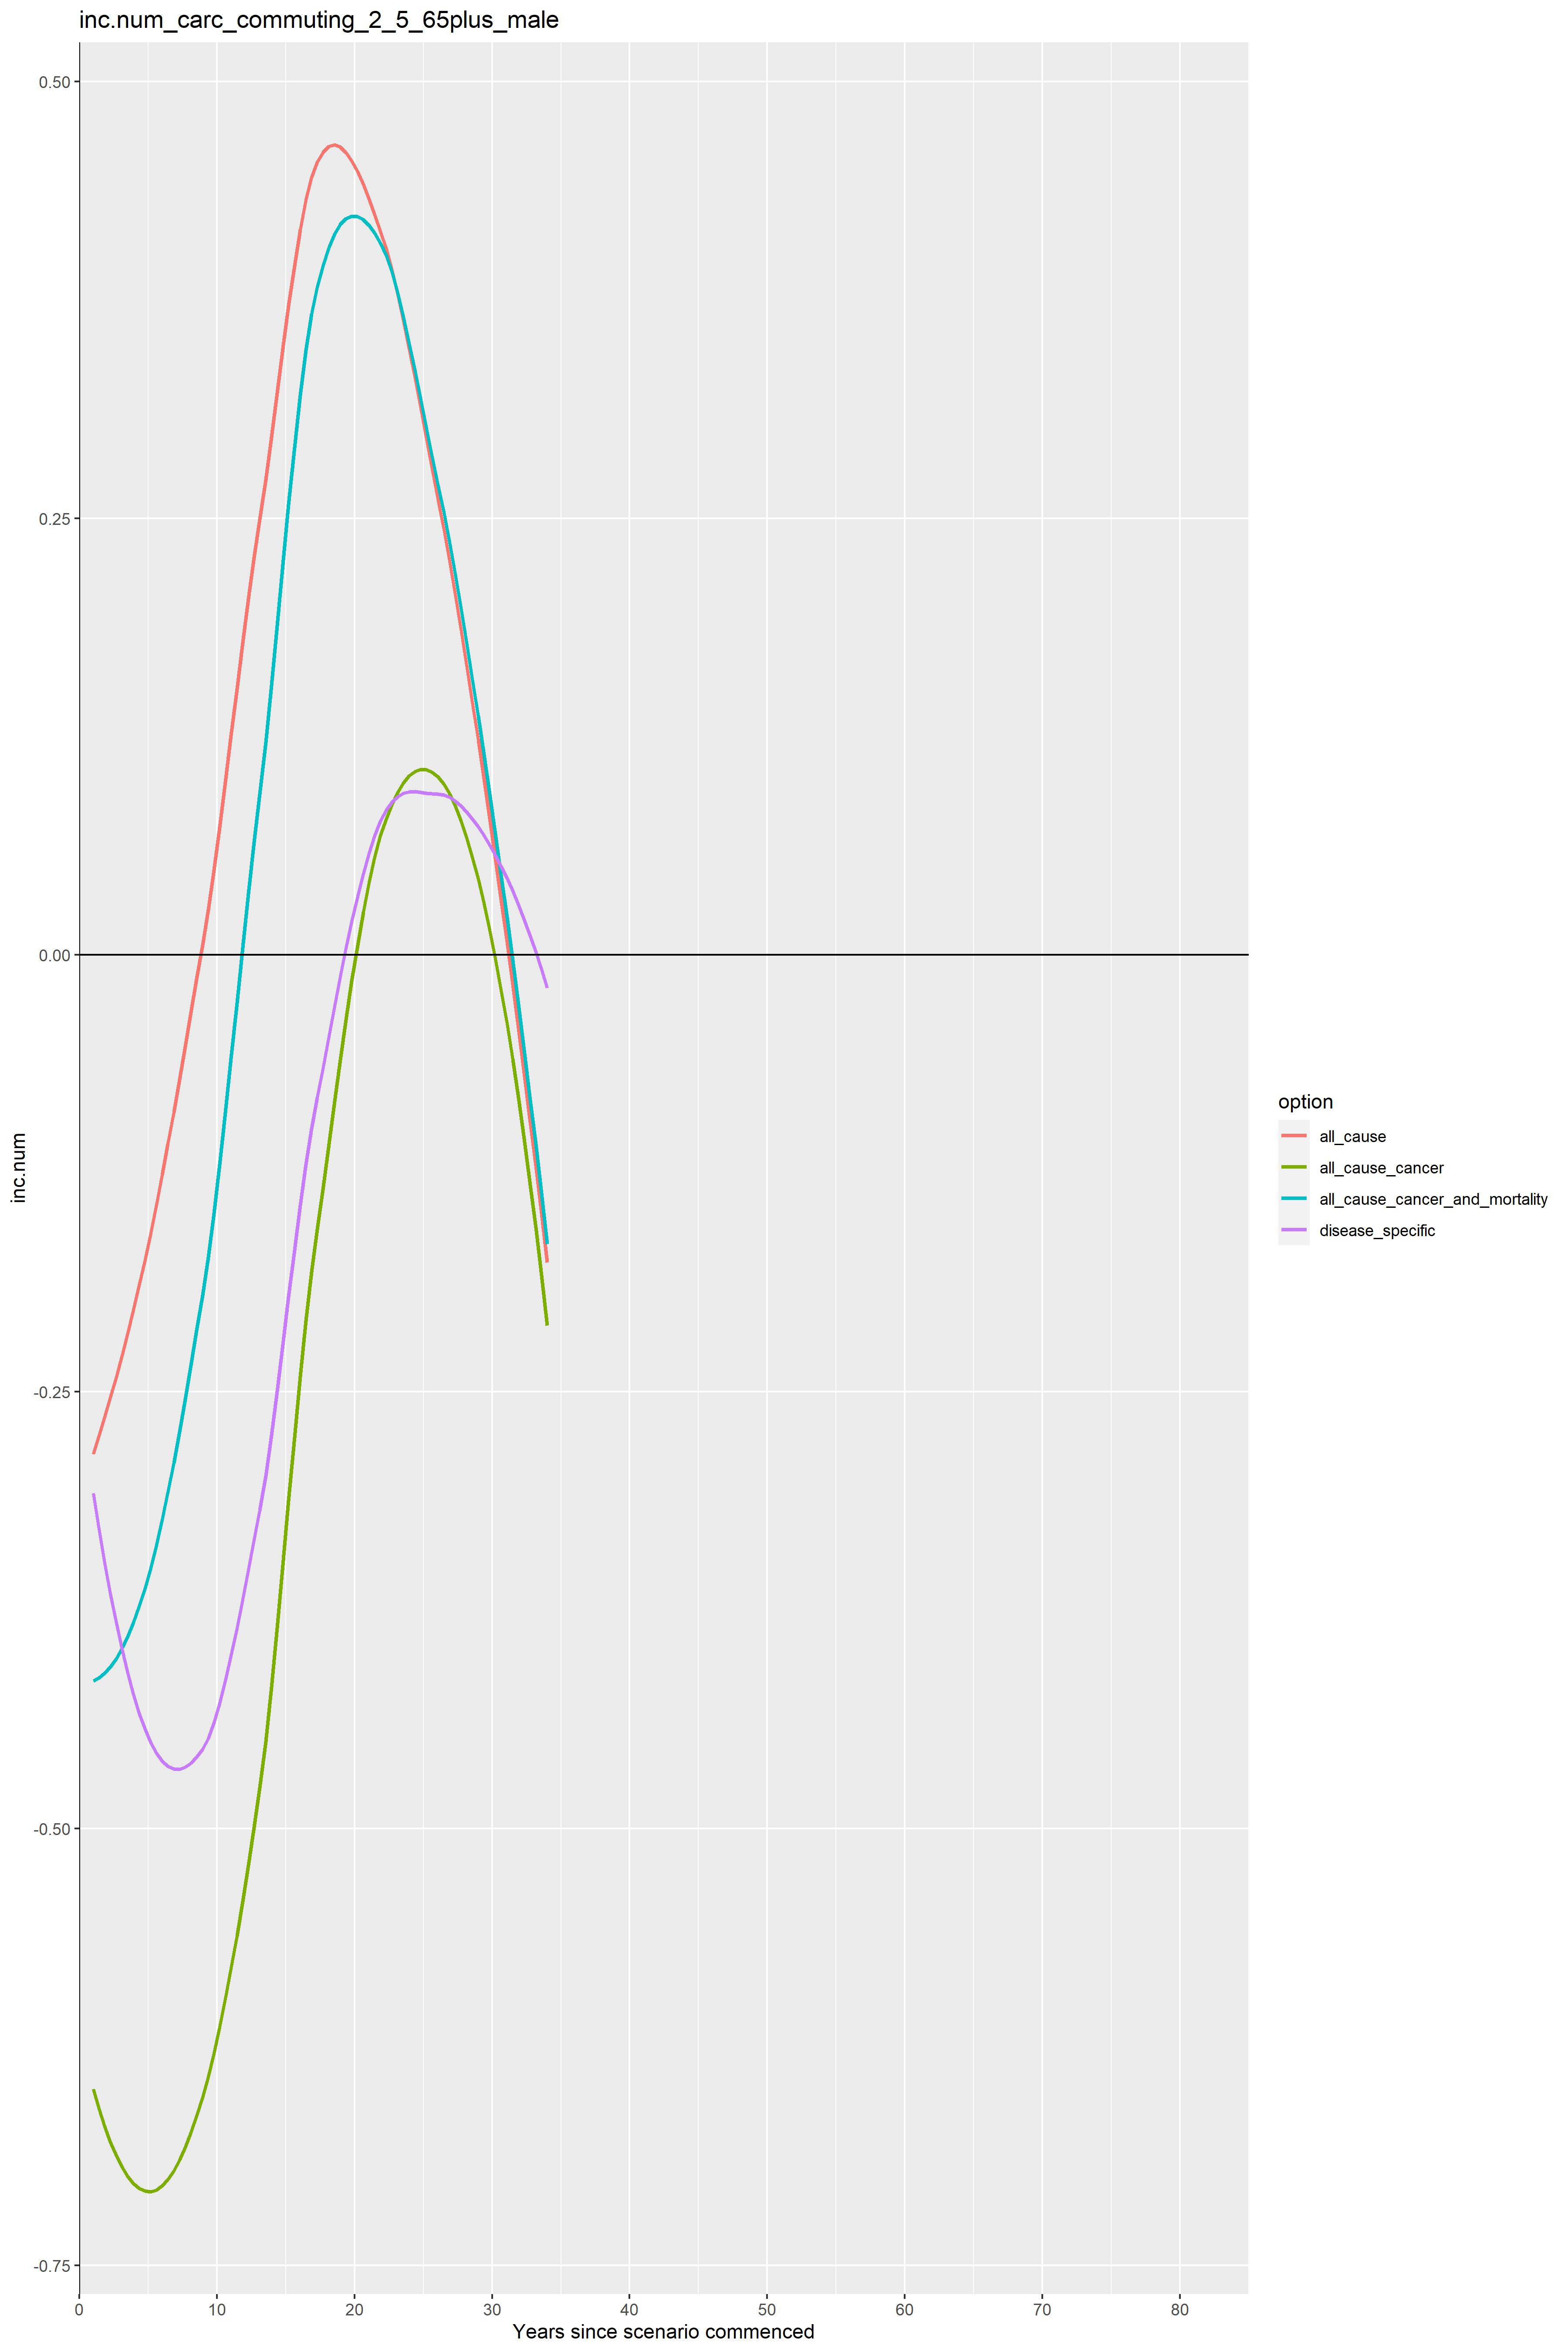 inc.num_carc_commuting_2_5_65plus_male
0.50
0.25
0.00
-0.25
-0.50
-0.75
inc.num
0 10 20 30 40 50 60 70 80
Years since scenario commenced
option
all_cause
all_cause_cancer
all_cause_cancer_and_mortality
disease_specific